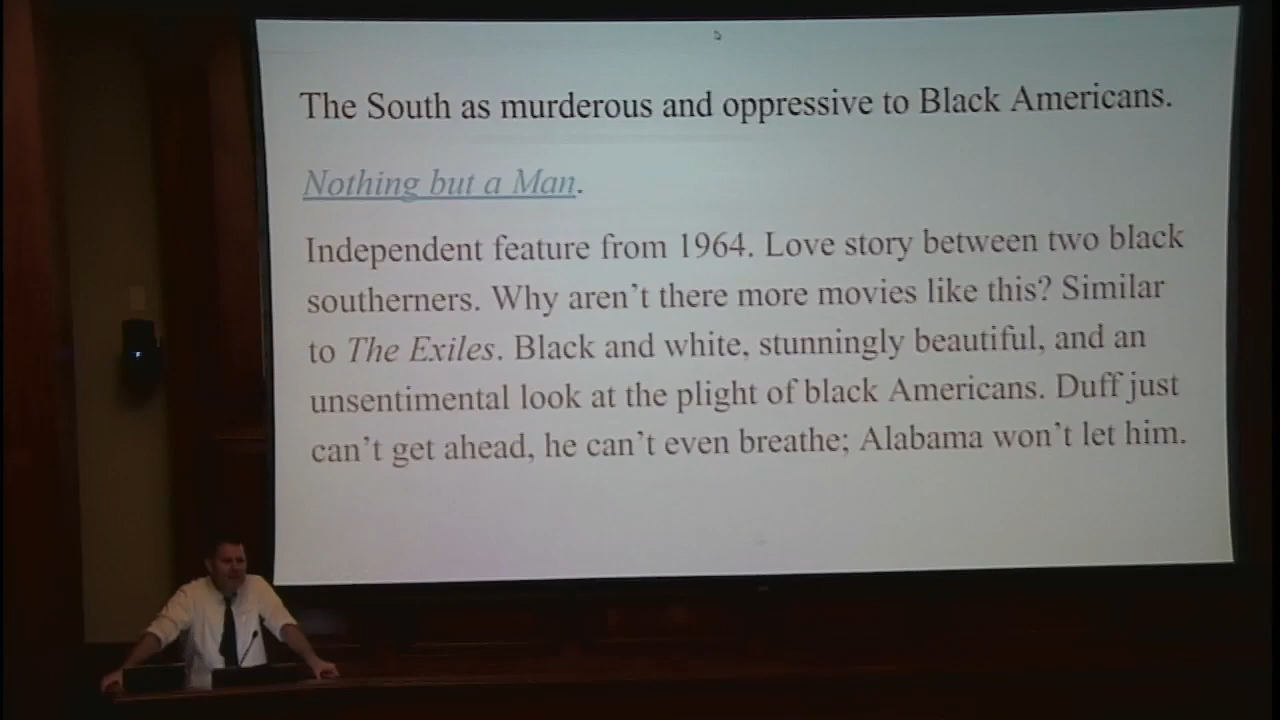 The South as murderous and oppressive to Black Americans.
Nothing but a Man.
Independent feature from 1964. Love story between two black
southerners. Why aren’t there more movies like this? Similar
to The Exiles. Black and white, stunningly beautiful, and an
unsentimental look at the plight of black Americans. Duff just
can’t get ahead, he can’t even breathe; Alabama won’t let him.